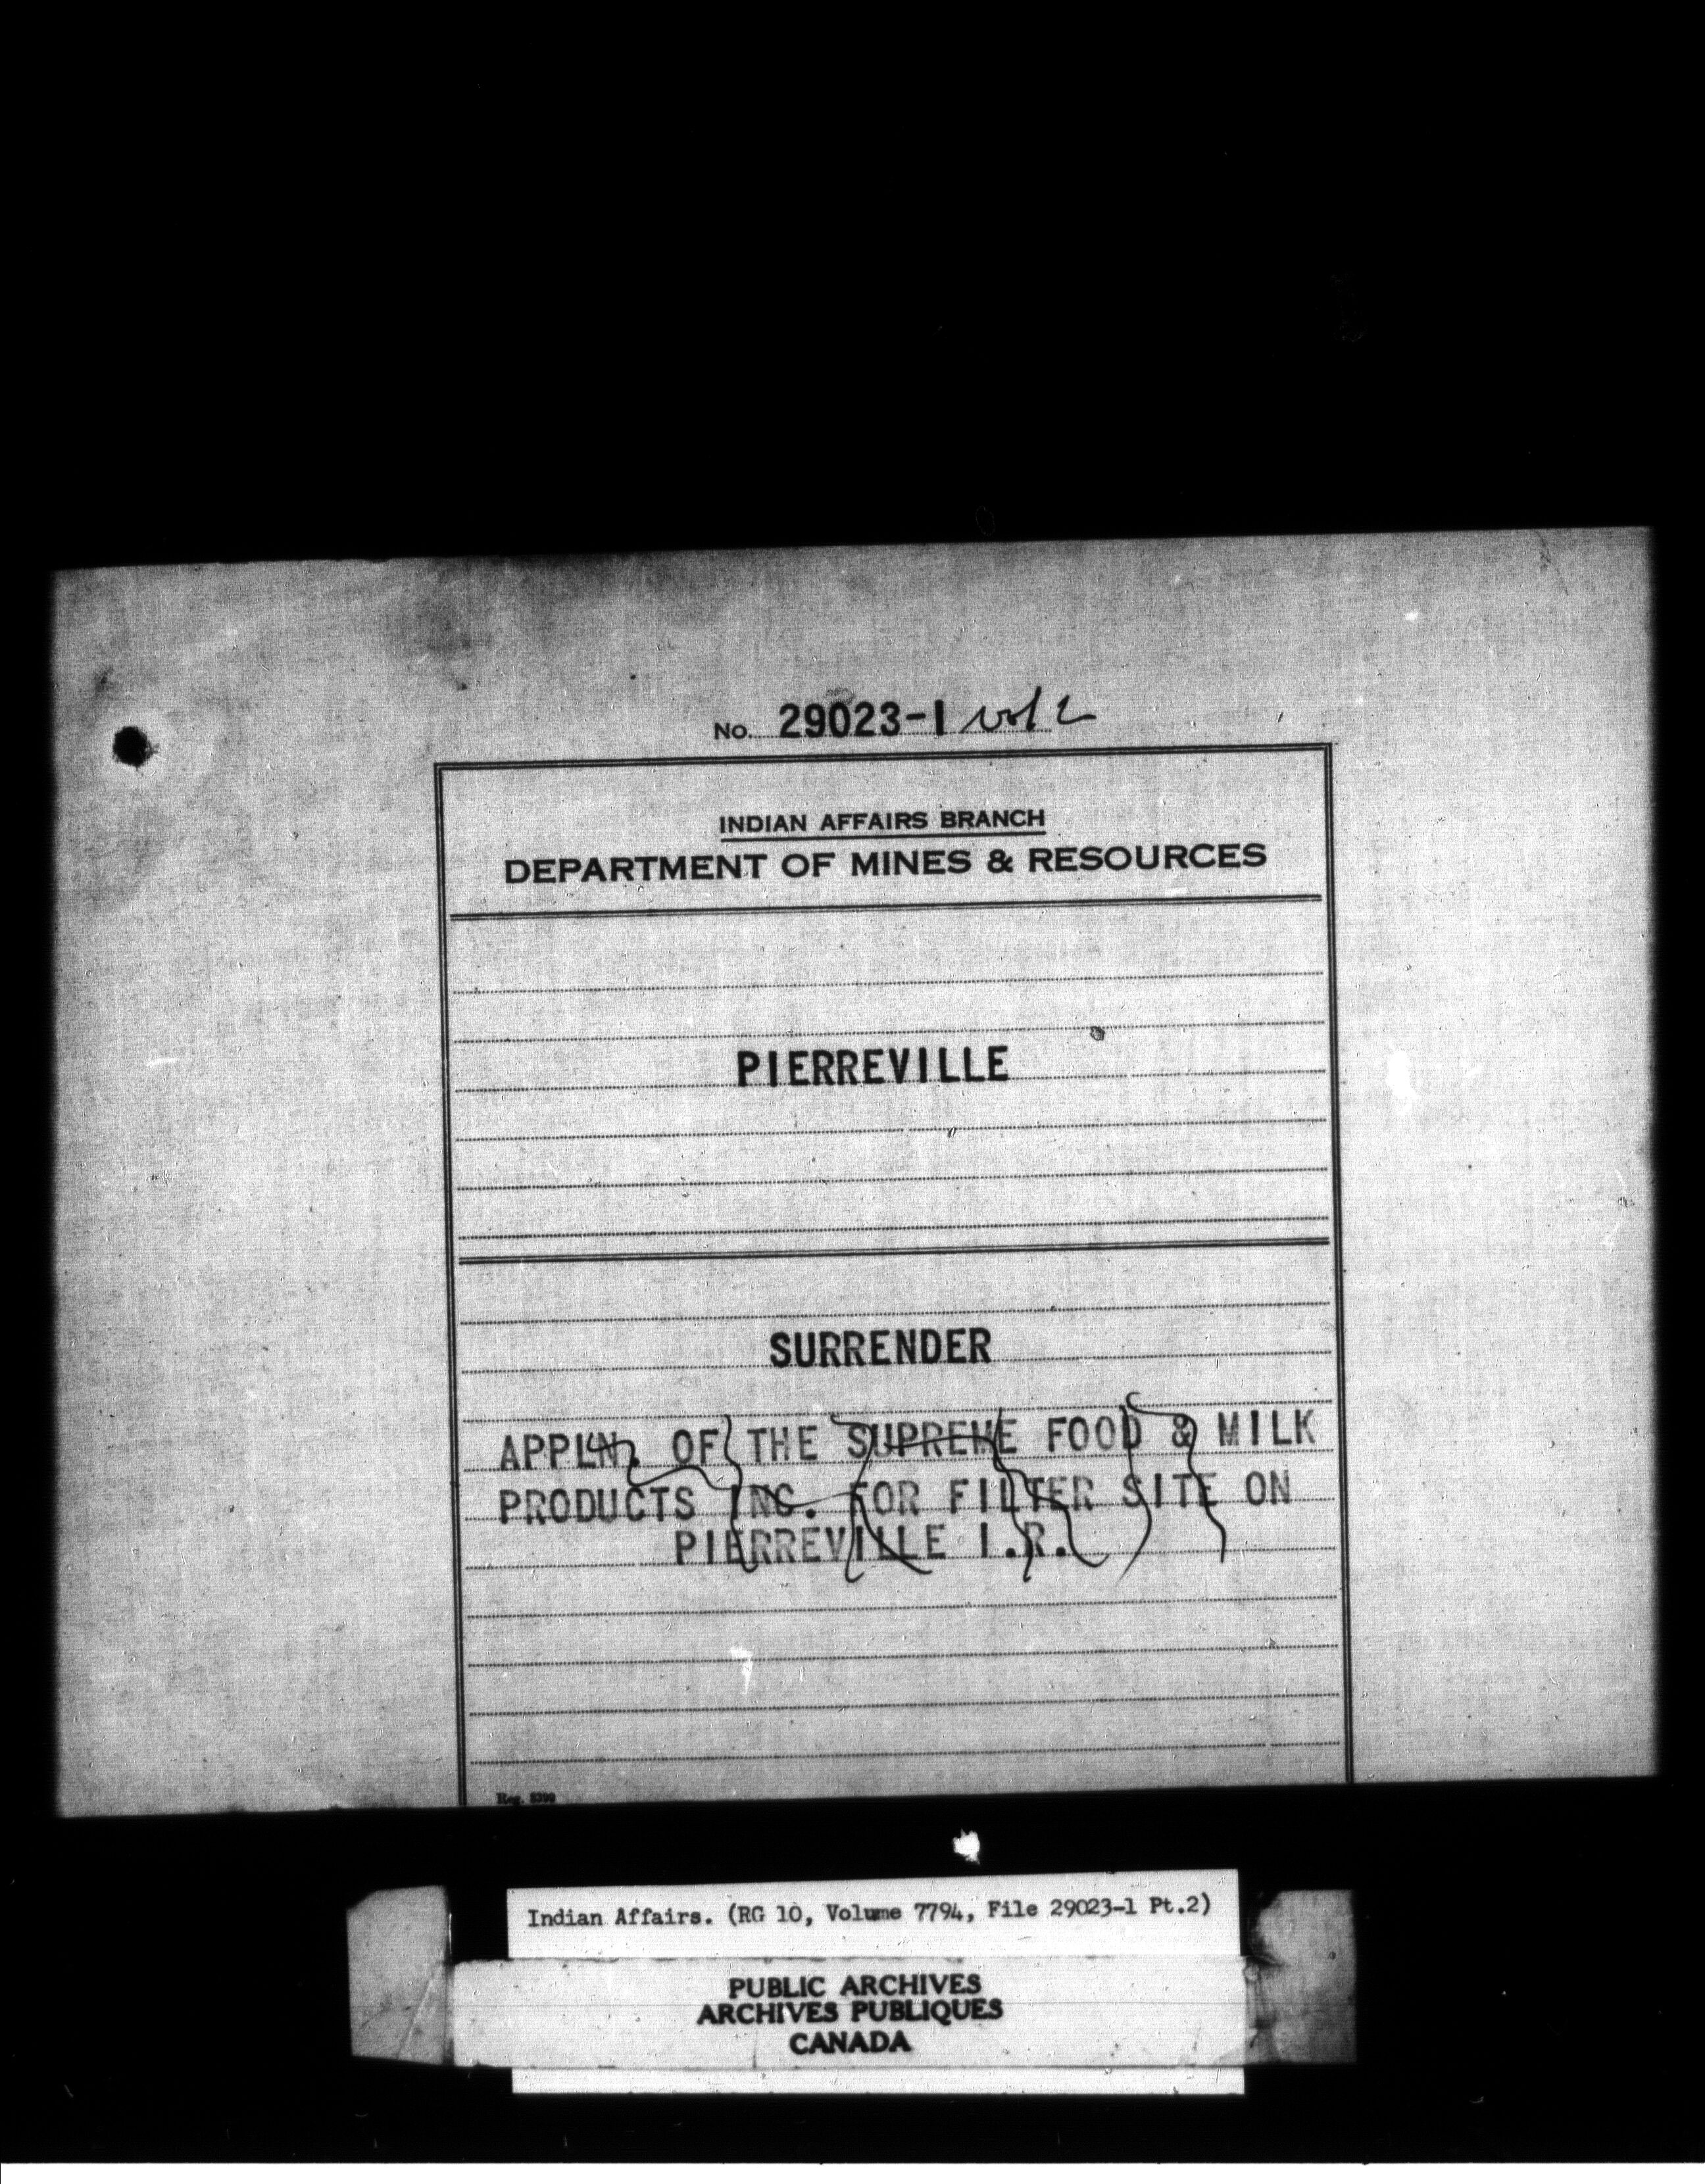 No. 29023-1 vol 2
INDIAN AFFAIRS BRANCH
DEPARTMENT OF MINES & RESOURCES
PIERREVILLE
SURRENDER
APPLN. OF THE SUPREME FOOD & MILK
PRODUCTS INC. FOR FILTER SITE ON
PIERREVILLE I.R.
Reg. 5399
Indian Affairs. (RG 10, Volume 7794, File 29023-1 Pt.2)
PUBLIC ARCHIVES
ARCHIVES PUBLIQUES
CANADA